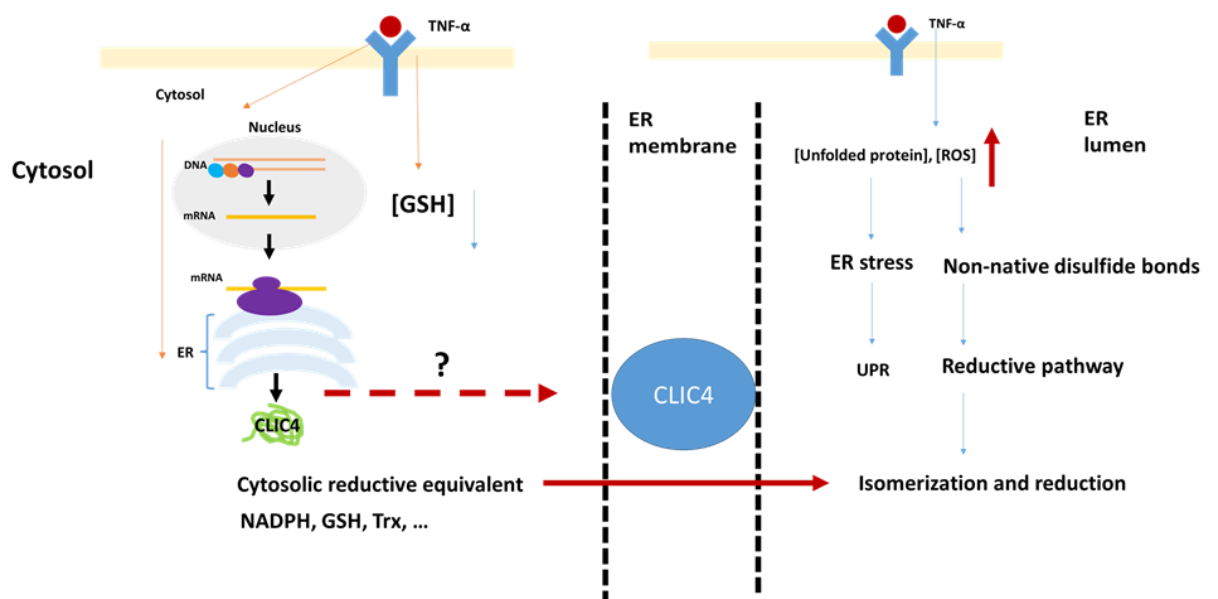 TNF-α
Cytosol
Nucleus
DNA
mRNA
mRNA
ER
CLIC4
Cytosol
[GSH]
?
Cytosolic reductive equivalent
NADPH, GSH, Trx, ...
ER
membrane
CLIC4
TNF-α
ER
lumen
[Unfolded protein], [ROS]
ER stress
Non-native disulfide bonds
UPR
Reductive pathway
Isomerization and reduction